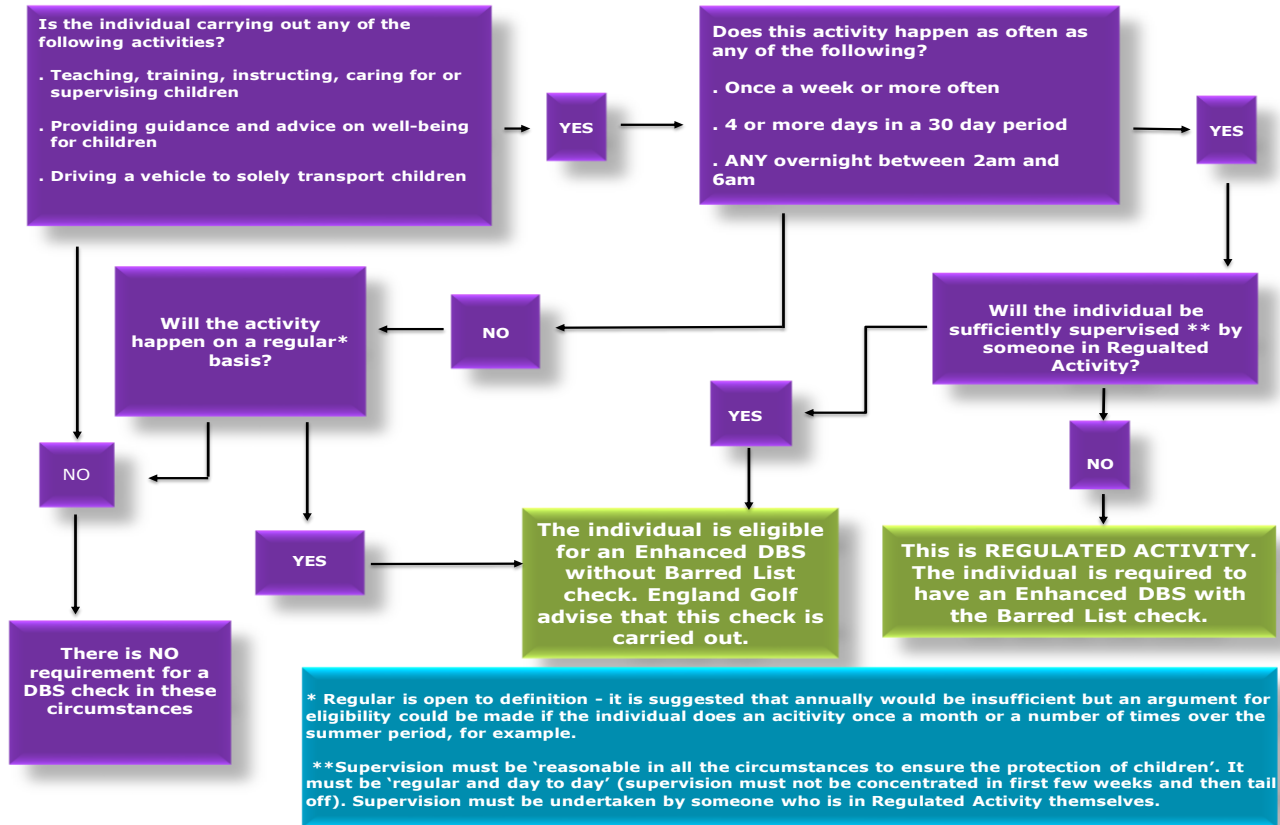 Is the individual carrying out any of the
following activities?
. Teaching, training, instructing, caring for or
supervising children
. Providing guidance and advice on well-being
for children
. Driving a vehicle to solely transport children
YES
Does this activity happen as often as
any of the following?
. Once a week or more often
. 4 or more days in a 30 day period
. ANY overnight between 2am and
6am
YES
Will the activity
happen on a regular*
basis?
NO
Will the individual be
sufficiently supervised ** by
someone in Regualted
Activity?
YES
NO
NO
YES
The individual is eligible
for an Enhanced DBS
without Barred List
check. England Golf
advise that this check is
carried out.
This is REGULATED ACTIVITY.
The individual is required to
have an Enhanced DBS with
the Barred List check.
There is NO
requirement for a
DBS check in these
circumstances
* Regular is open to definition - it is suggested that annually would be insufficient but an argument for
eligibility could be made if the individual does an acitivity once a month or a number of times over the
summer period, for example.
**Supervision must be ‘reasonable in all the circumstances to ensure the protection of children’. It
must be ‘regular and day to day’ (supervision must not be concentrated in first few weeks and then tail
off). Supervision must be undertaken by someone who is in Regulated Activity themselves.